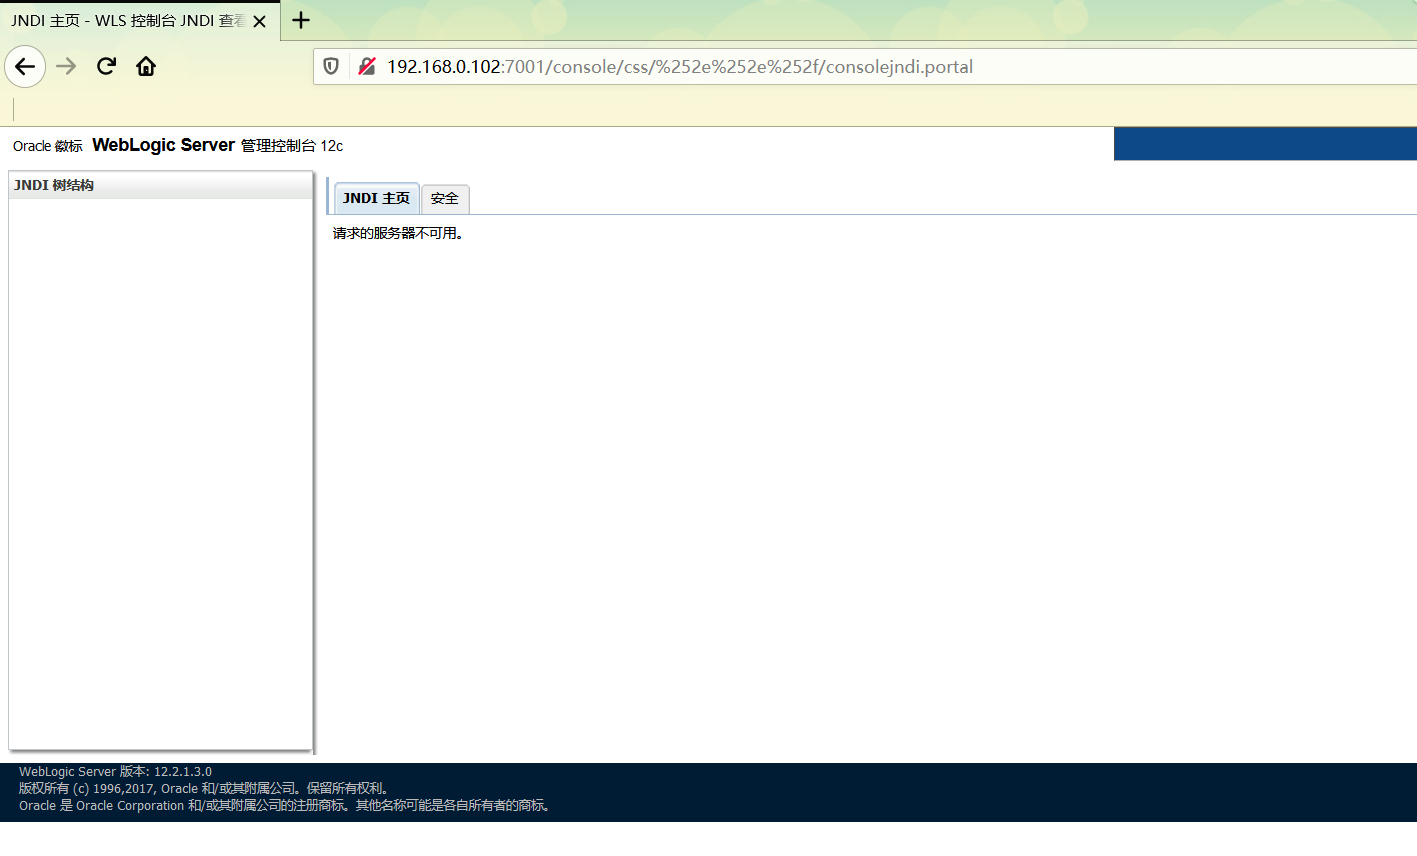 JNDI 主页 - WLS 控制台 JNDI 查看
192.168.0.102:7001/console/css/%252e%252e%252f/consolejndi.portal
Oracle 徽标 WebLogic Server 管理控制台 12c
JNDI 树结构
JNDI 主页 安全
请求的服务器不可用。
WebLogic Server 版本: 12.2.1.3.0
版权所有 (c) 1996,2017, Oracle 和/或其附属公司。保留所有权利。
Oracle 是 Oracle Corporation 和/或其附属公司的注册商标。其他名称可能是各自所有者的商标。